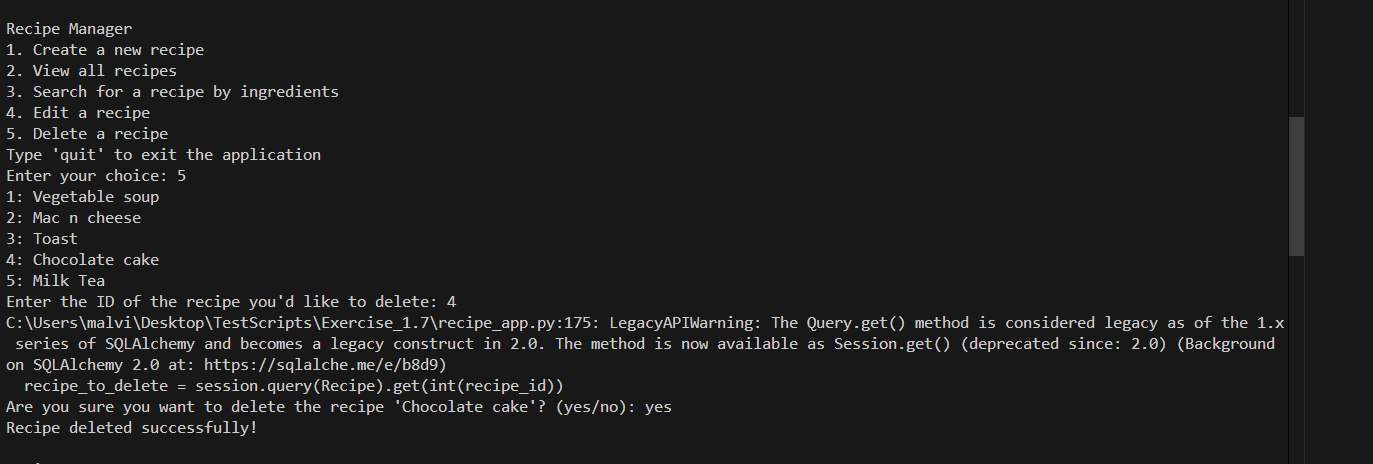 Recipe Manager
1. Create a new recipe
2. View all recipes
3. Search for a recipe by ingredients
4. Edit a recipe
5. Delete a recipe
Type 'quit' to exit the application
Enter your choice: 5
1: Vegetable soup
2: Mac n cheese
3: Toast
4: Chocolate cake
5: Milk Tea
Enter the ID of the recipe you'd like to delete: 4
C:\Users\malvi\Desktop\TestScripts\Exercise_1.7\recipe_app.py:175: LegacyAPIWarning: The Query.get() method is considered legacy as of the 1.x
series of SQLAlchemy and becomes a legacy construct in 2.0. The method is now available as Session.get() (deprecated since: 2.0) (Background
on SQLAlchemy 2.0 at: https://sqlalche.me/e/b8d9)
recipe_to_delete = session.query(Recipe).get(int(recipe_id))
Are you sure you want to delete the recipe 'Chocolate cake'? (yes/no): yes
Recipe deleted successfully!